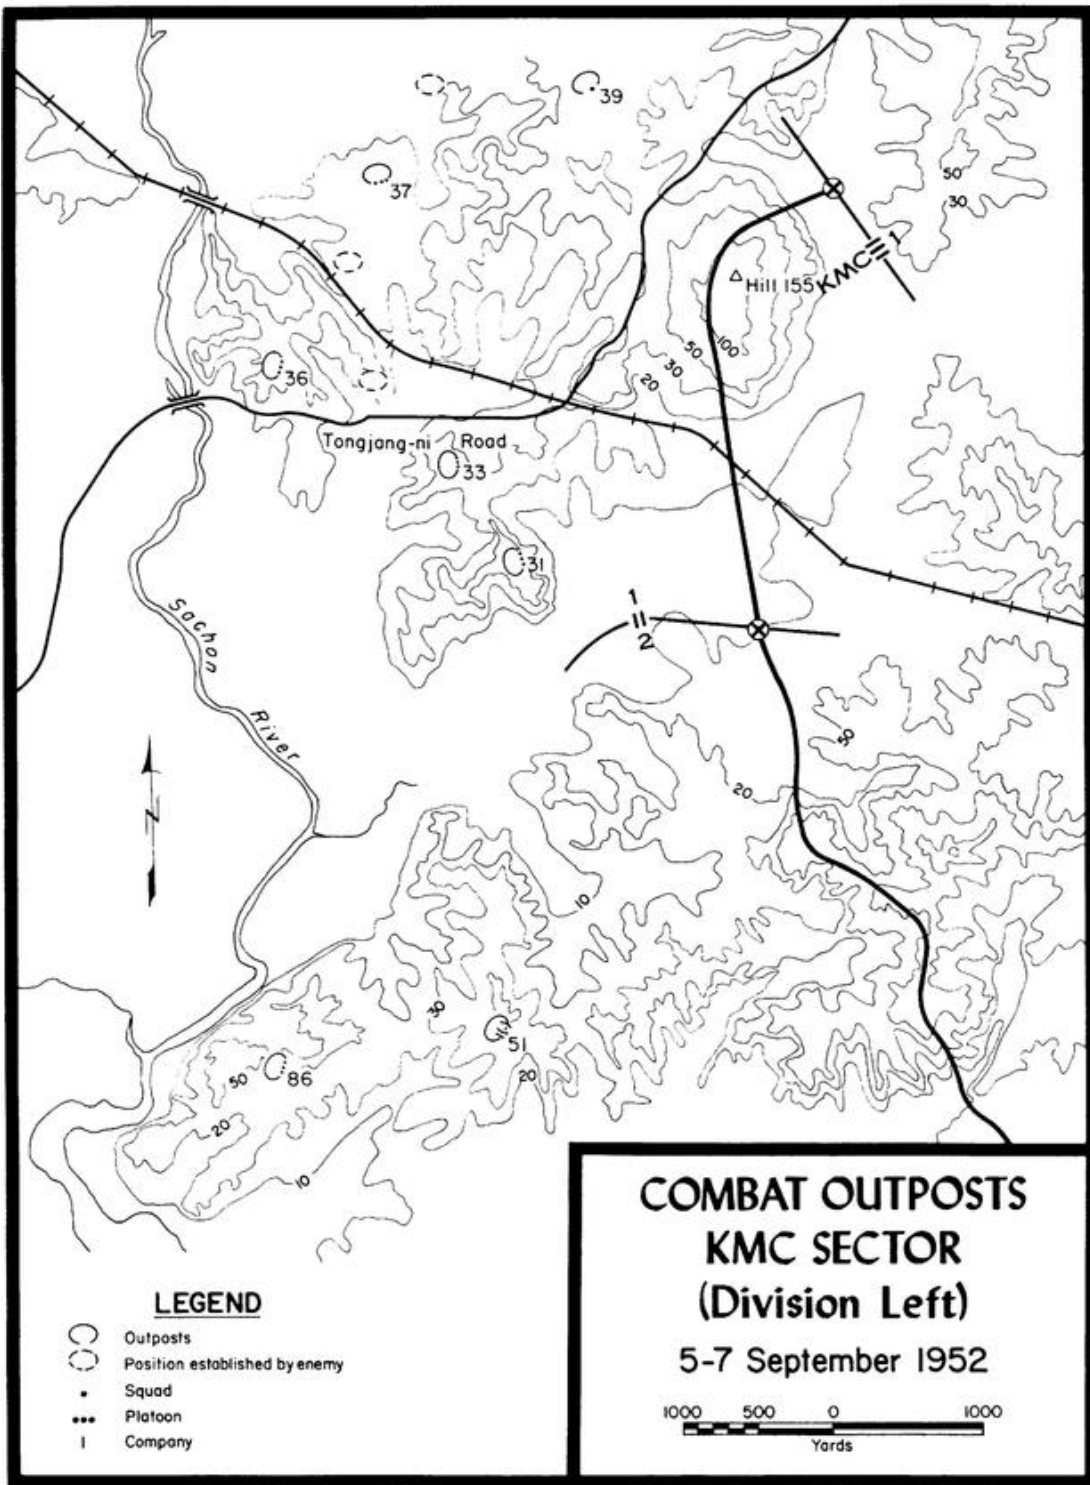 39
37
50
30
KMC 1
Hill 155
100
50
30
20
36
Tongjang-ni Road
33
31
1
2
Sachon River
50
20
N
10
30
51
20
50
86
20
10
COMBAT OUTPOSTS
KMC SECTOR
(Division Left)
5-7 September 1952
1000 500 0 1000
Yards
LEGEND
Outposts
Position established by enemy
Squad
Platoon
Company